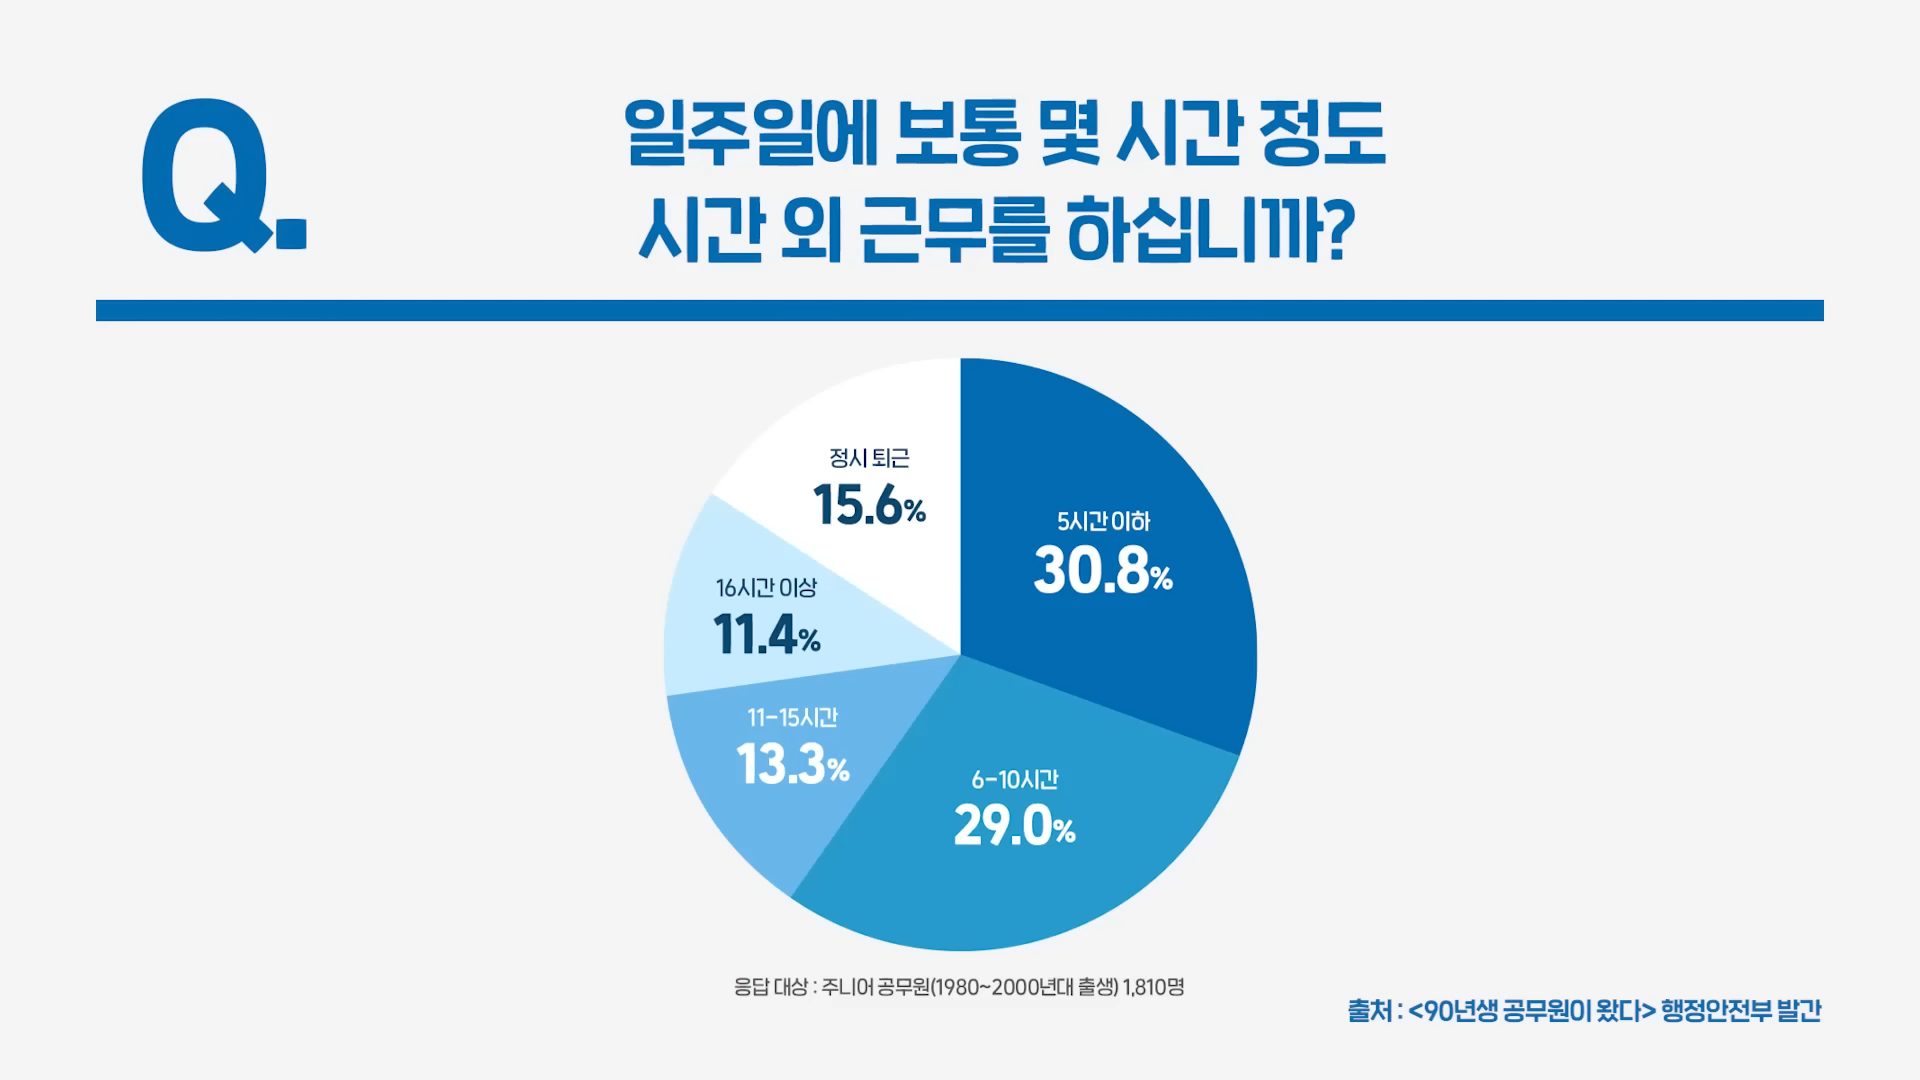 Q.
일주일에 보통 몇 시간 정도
시간 외 근무를 하십니까?
정시 퇴근
15.6%
5시간 이하
30.8%
16시간 이상
11.4%
11-15시간
13.3%
6-10시간
29.0%
응답 대상 : 주니어 공무원(1980~2000년대 출생) 1,810명
출처 : <90년생 공무원이 왔다> 행정안전부 발간